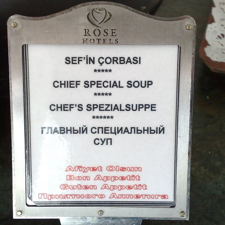 ROSE
HOTELS
SEF'İN ÇORBASI
*****
CHIEF SPECIAL SOUP
*****
CHEF'S SPEZIALSUPPE
******
ГЛАВНЫЙ СПЕЦИАЛЬНЫЙ
СУП
Afiyet Olsun
Bon Appetit
Guten Appetit
Приятного Аппетита